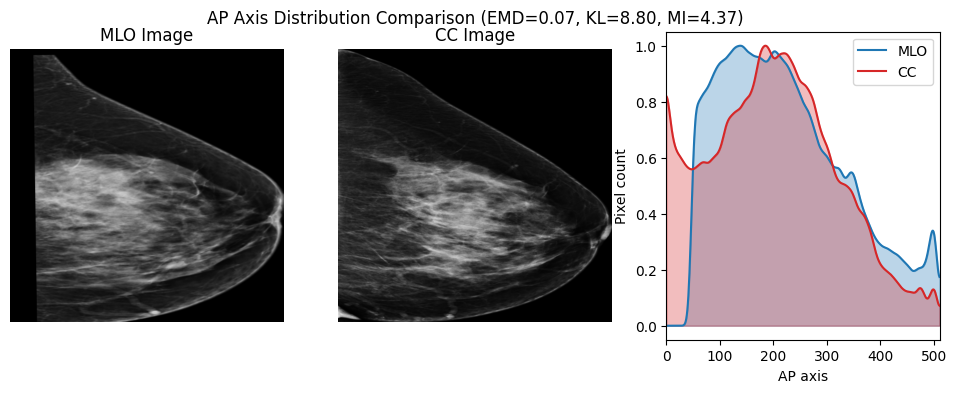 AP Axis Distribution Comparison (EMD=0.07, KL=8.80, MI=4.37)
MLO Image
CC Image
MLO
CC
Pixel count
1.0
0.8
0.6
0.4
0.2
0.0
0 100 200 300 400 500
AP axis